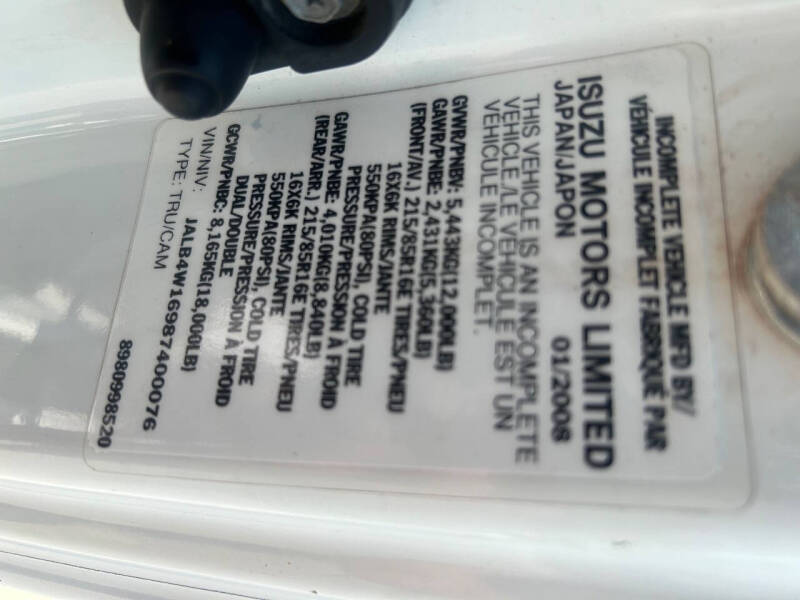 INCOMPLETE VEHICLE MFD BY/
VÉHICULE INCOMPLET FABRIQUÉ PAR
ISUZU MOTORS LIMITED
JAPAN/JAPON 01/2008
THIS VEHICLE IS AN INCOMPLETE
VEHICLE/LE VÉHICULE EST UN
VÉHICULE INCOMPLET.
GVWR/PNBV: 5,443KG(12,000LB)
GAWR/PNBE: 2,431KG(5,360LB)
(FRONT/AV.) 215/85R16E TIRES/PNEU
16X6K RIMS/JANTE
550KPA(80PSI), COLD TIRE
PRESSURE/PRESSION À FROID
GAWR/PNBE: 4,010KG(8,840LB)
(REAR/ARR.) 215/85R16E TIRES/PNEU
16X6K RIMS/JANTE
550KPA(80PSI), COLD TIRE
PRESSURE/PRESSION À FROID
DUAL/DOUBLE
GCWR/PNBC: 8,165KG(18,000LB)
VIN/NIV: JALB4W16987400076
TYPE: TRU/CAM
8980998520